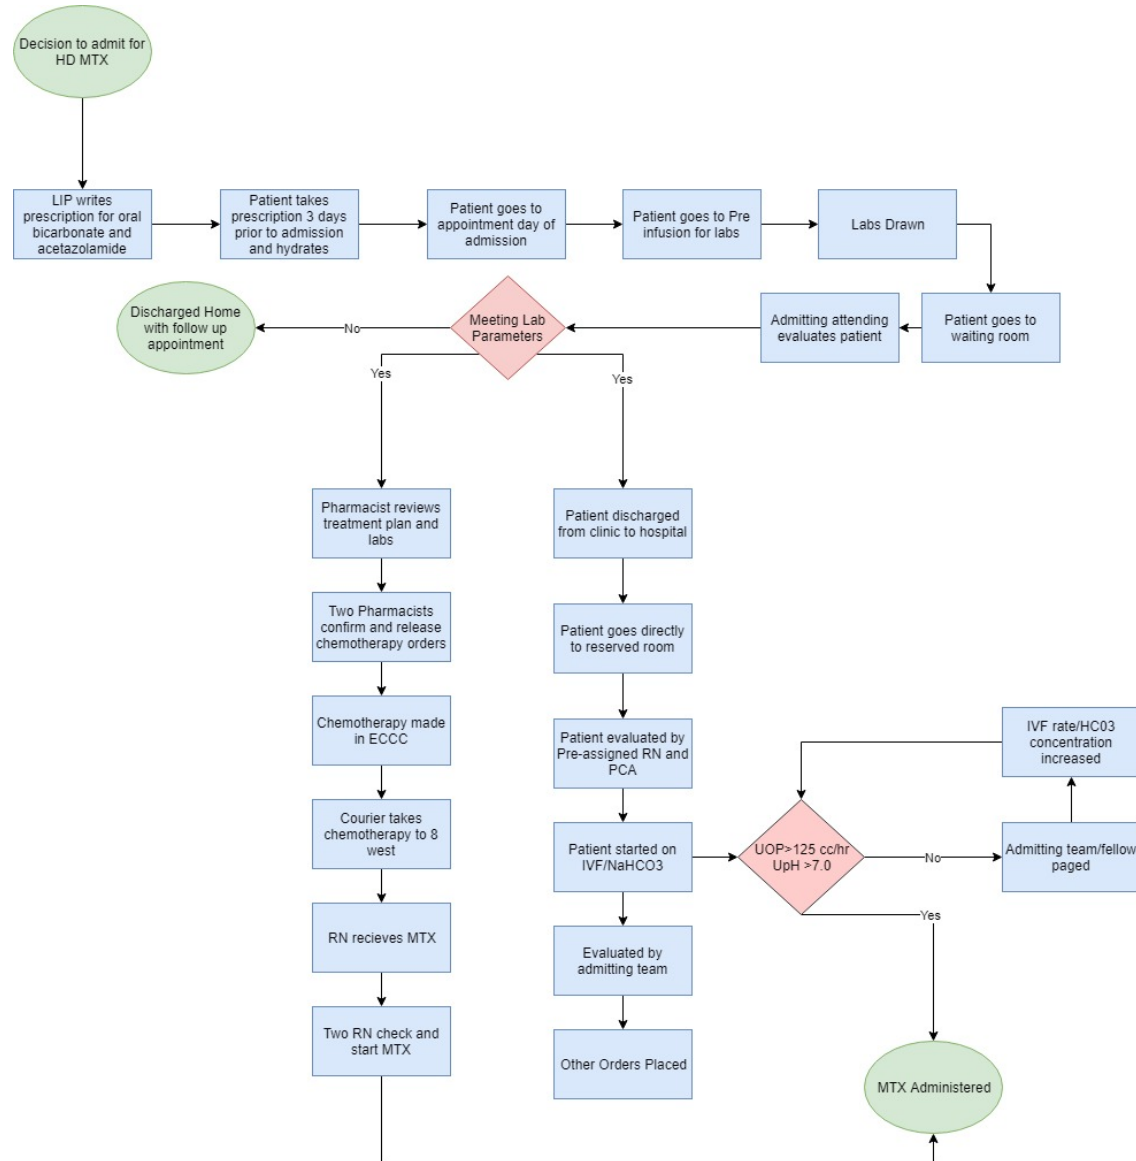 Decision to admit for
HD MTX
LIP writes
prescription for oral
bicarbonate and
acetazolamide
Patient takes
prescription 3 days
prior to admission
and hydrates
Patient goes to
appointment day of
admission
Patient goes to Pre
infusion for labs
Labs Drawn
Patient goes to
waiting room
Admitting attending
evaluates patient
Meeting Lab
Parameters
No
Discharged Home
with follow up
appointment
Yes
Yes
Pharmacist reviews
treatment plan and
labs
Two Pharmacists
confirm and release
chemotherapy orders
Chemotherapy made
in ECCC
Courier takes
chemotherapy to 8
west
RN recieves MTX
Two RN check and
start MTX
Patient discharged
from clinic to hospital
Patient goes directly
to reserved room
Patient evaluated by
Pre-assigned RN and
PCA
Patient started on
IVF/NaHCO3
Evaluated by
admitting team
Other Orders Placed
UOP>125 cc/hr
UpH >7.0
No
Admitting team/fellow
paged
IVF rate/HC03
concentration
increased
Yes
MTX Administered